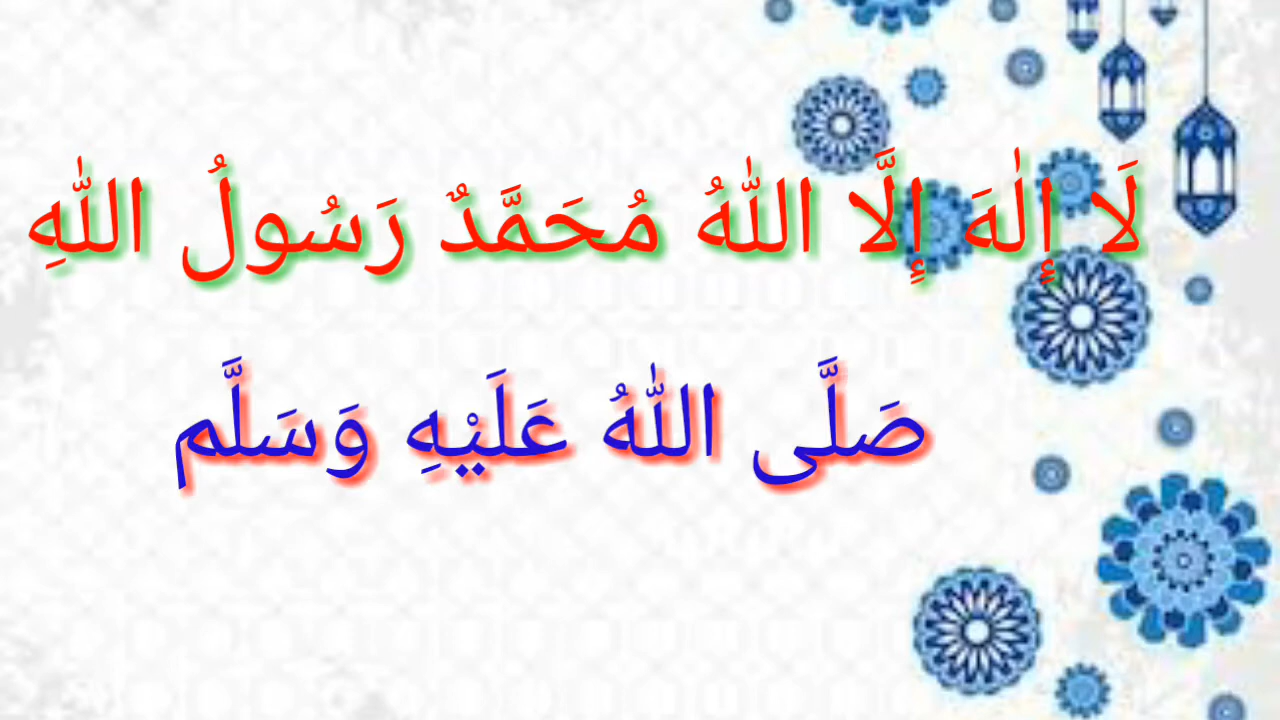 لَا إِلٰهَ إِلَّا اللّٰهُ مُحَمَّدٌ رَسُولُ اللّٰهِ
صَلَّى اللّٰهُ عَلَيْهِ وَسَلَّم